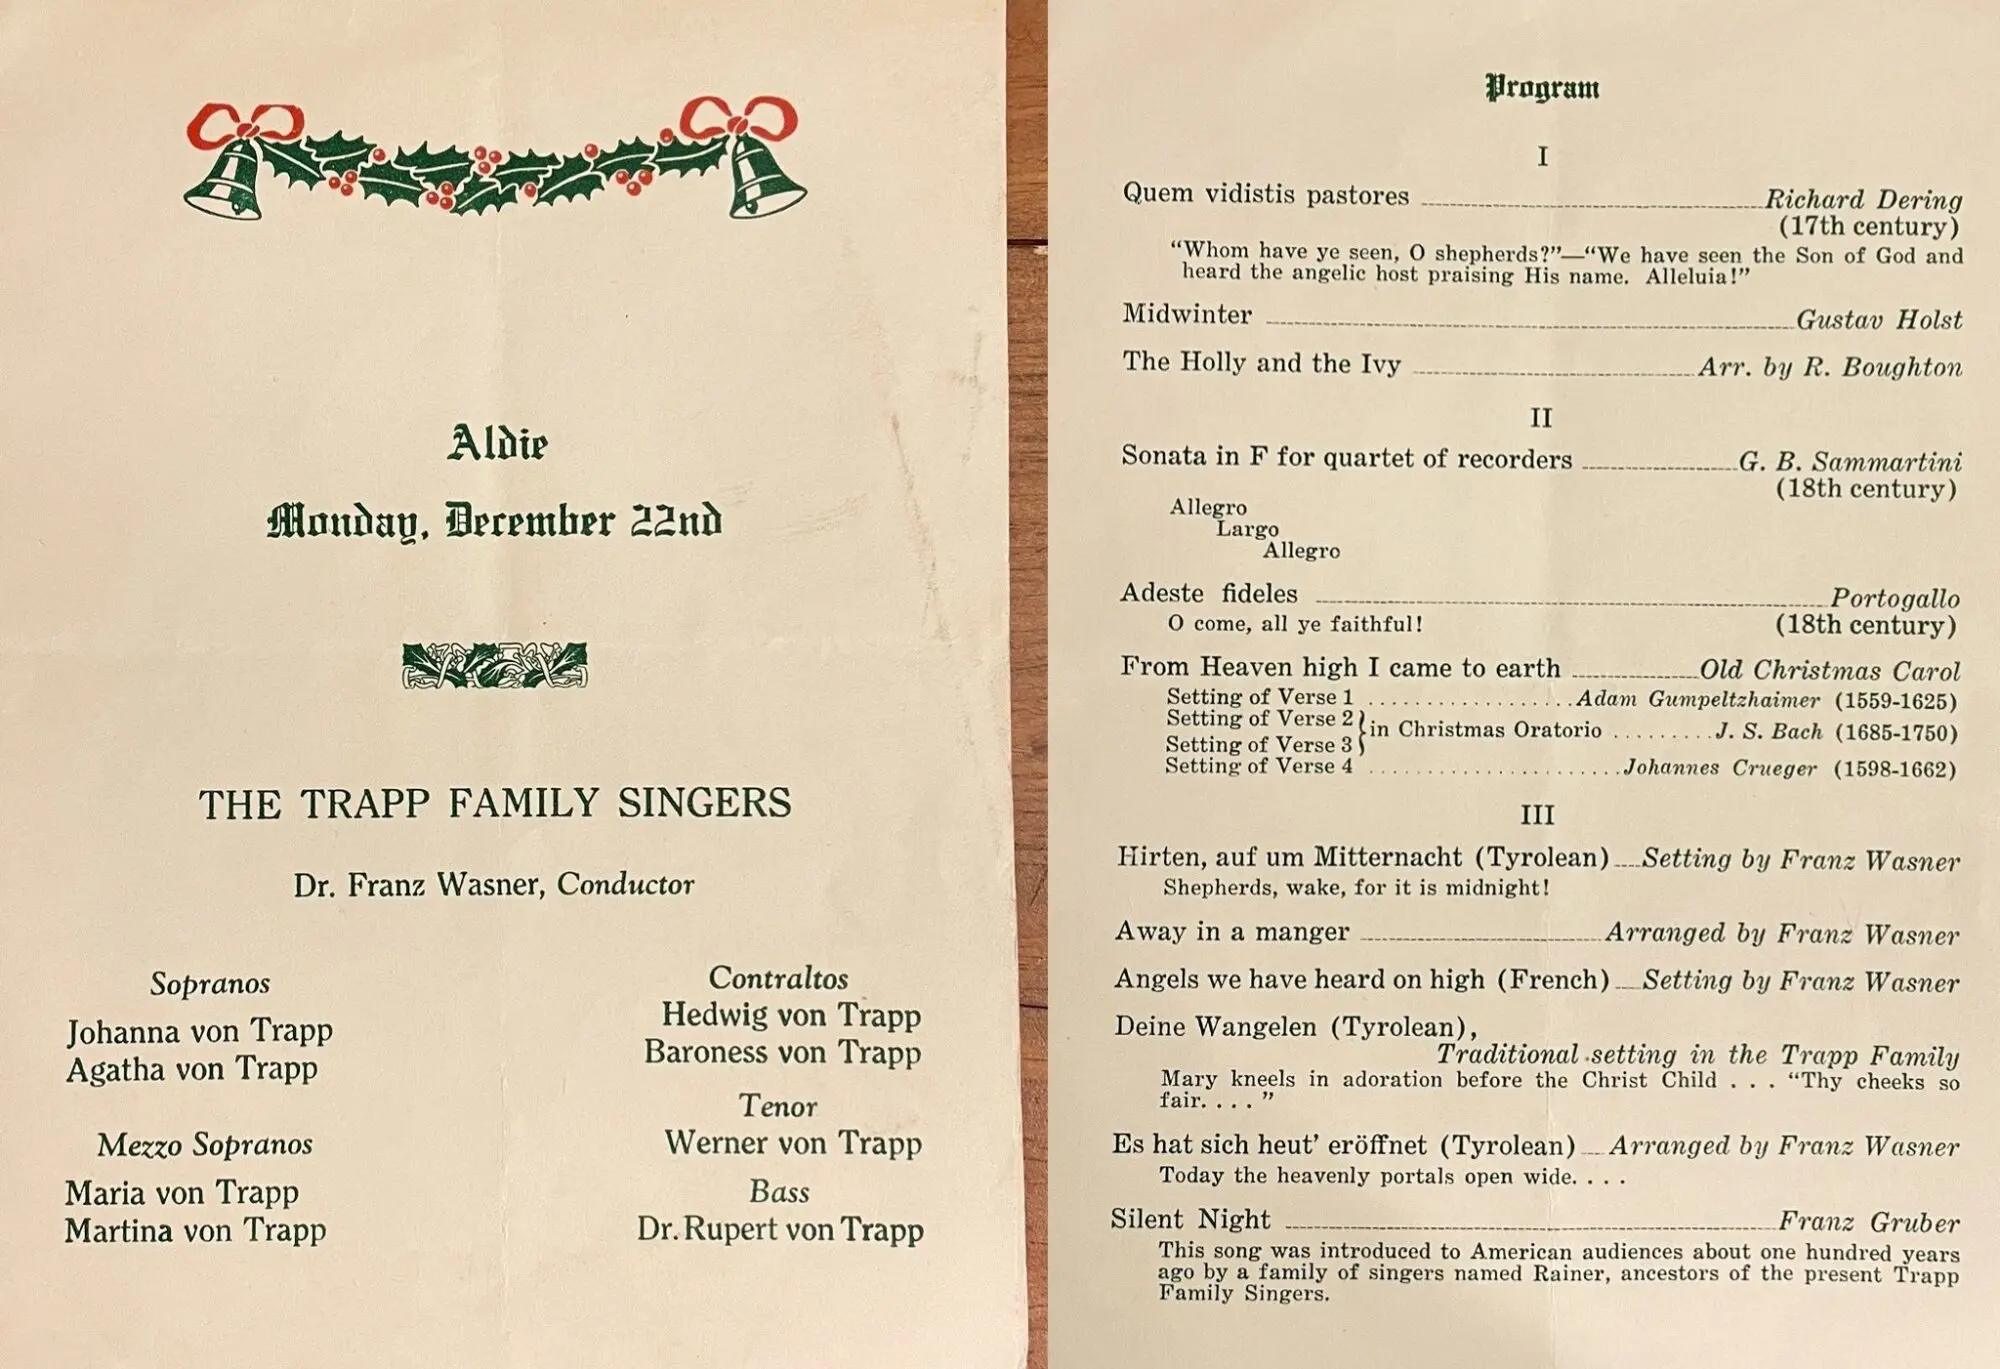 Aldie
Monday, December 22nd
THE TRAPP FAMILY SINGERS
Dr. Franz Wasner, Conductor
Sopranos
Johanna von Trapp
Agatha von Trapp
Mezzo Sopranos
Maria von Trapp
Martina von Trapp
Contraltos
Hedwig von Trapp
Baroness von Trapp
Tenor
Werner von Trapp
Bass
Dr. Rupert von Trapp
Program
I
Quem vidistis pastores Richard Dering
(17th century)
“Whom have ye seen, O shepherds?”—“We have seen the Son of God and
heard the angelic host praising His name. Alleluia!”
Midwinter Gustav Holst
The Holly and the Ivy Arr. by R. Boughton
II
Sonata in F for quartet of recorders G. B. Sammartini
(18th century)
Allegro
Largo
Allegro
Adeste fideles Portogallo
O come, all ye faithful! (18th century)
From Heaven high I came to earth Old Christmas Carol
Setting of Verse 1 Adam Gumpeltzhaimer (1559-1625)
Setting of Verse 2
in Christmas Oratorio J. S. Bach (1685-1750)
Setting of Verse 3
Setting of Verse 4 Johannes Crueger (1598-1662)
III
Hirten, auf um Mitternacht (Tyrolean) Setting by Franz Wasner
Shepherds, wake, for it is midnight!
Away in a manger Arranged by Franz Wasner
Angels we have heard on high (French) Setting by Franz Wasner
Deine Wangelen (Tyrolean),
Traditional setting in the Trapp Family
Mary kneels in adoration before the Christ Child . . . “Thy cheeks so
fair. . . . ”
Es hat sich heut’ eröffnet (Tyrolean) Arranged by Franz Wasner
Today the heavenly portals open wide. . . .
Silent Night Franz Gruber
This song was introduced to American audiences about one hundred years
ago by a family of singers named Rainer, ancestors of the present Trapp
Family Singers.